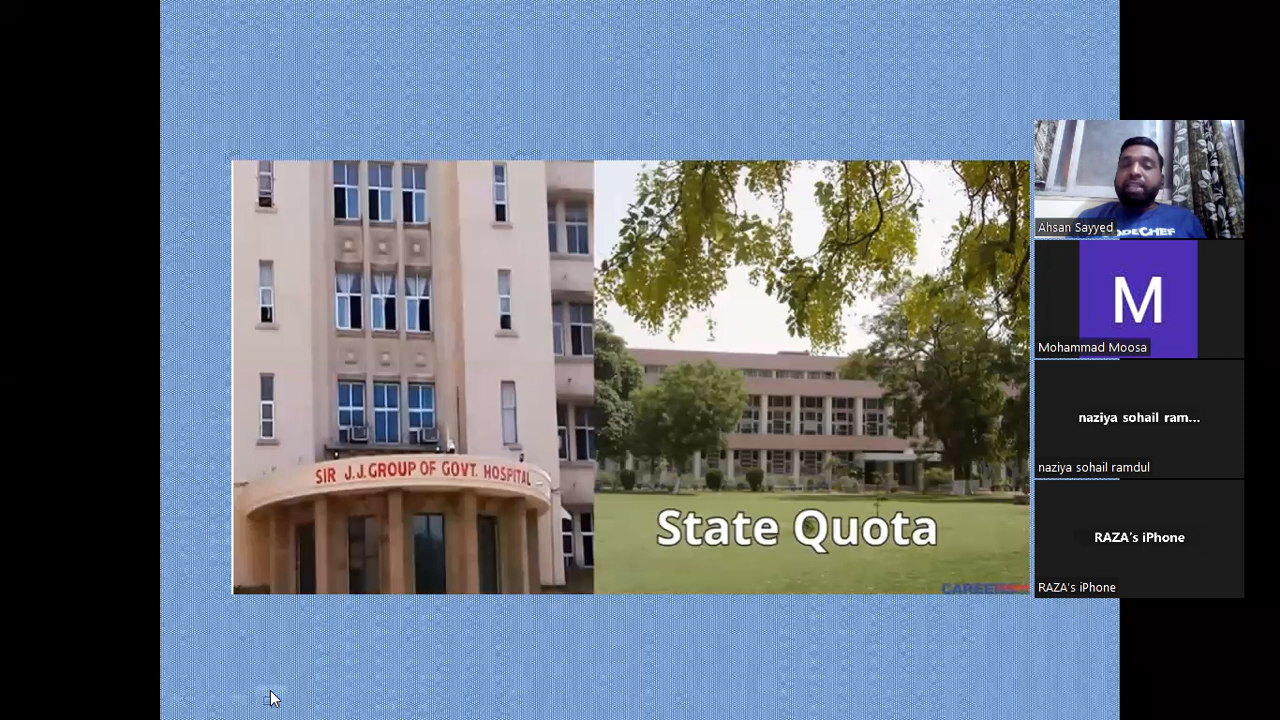 SIR J.J.GROUP OF GOVT. HOSPITAL
State Quota
CAREERS
Ahsan Sayyed
M
Mohammad Moosa
naziya sohail ram...
naziya sohail ramdul
RAZA's iPhone
RAZA's iPhone